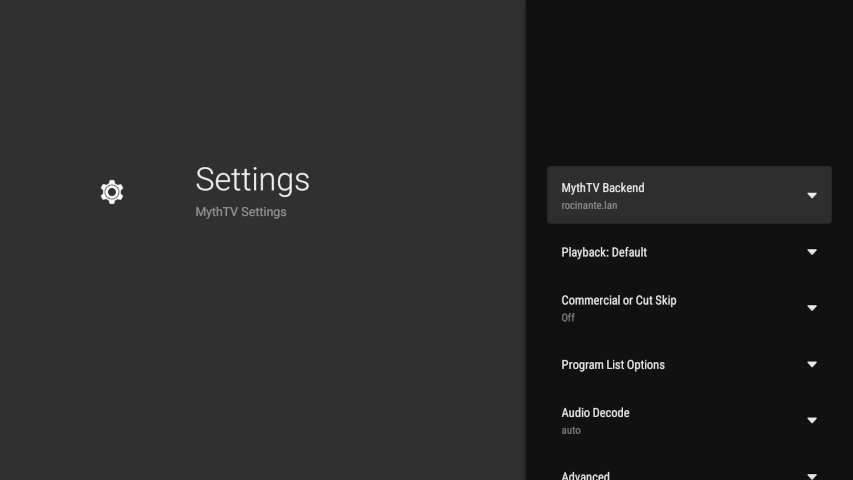 Settings
MythTV Settings
MythTV Backend
rocinante.lan
Playback: Default
Commercial or Cut Skip
Off
Program List Options
Audio Decode
auto
Advanced